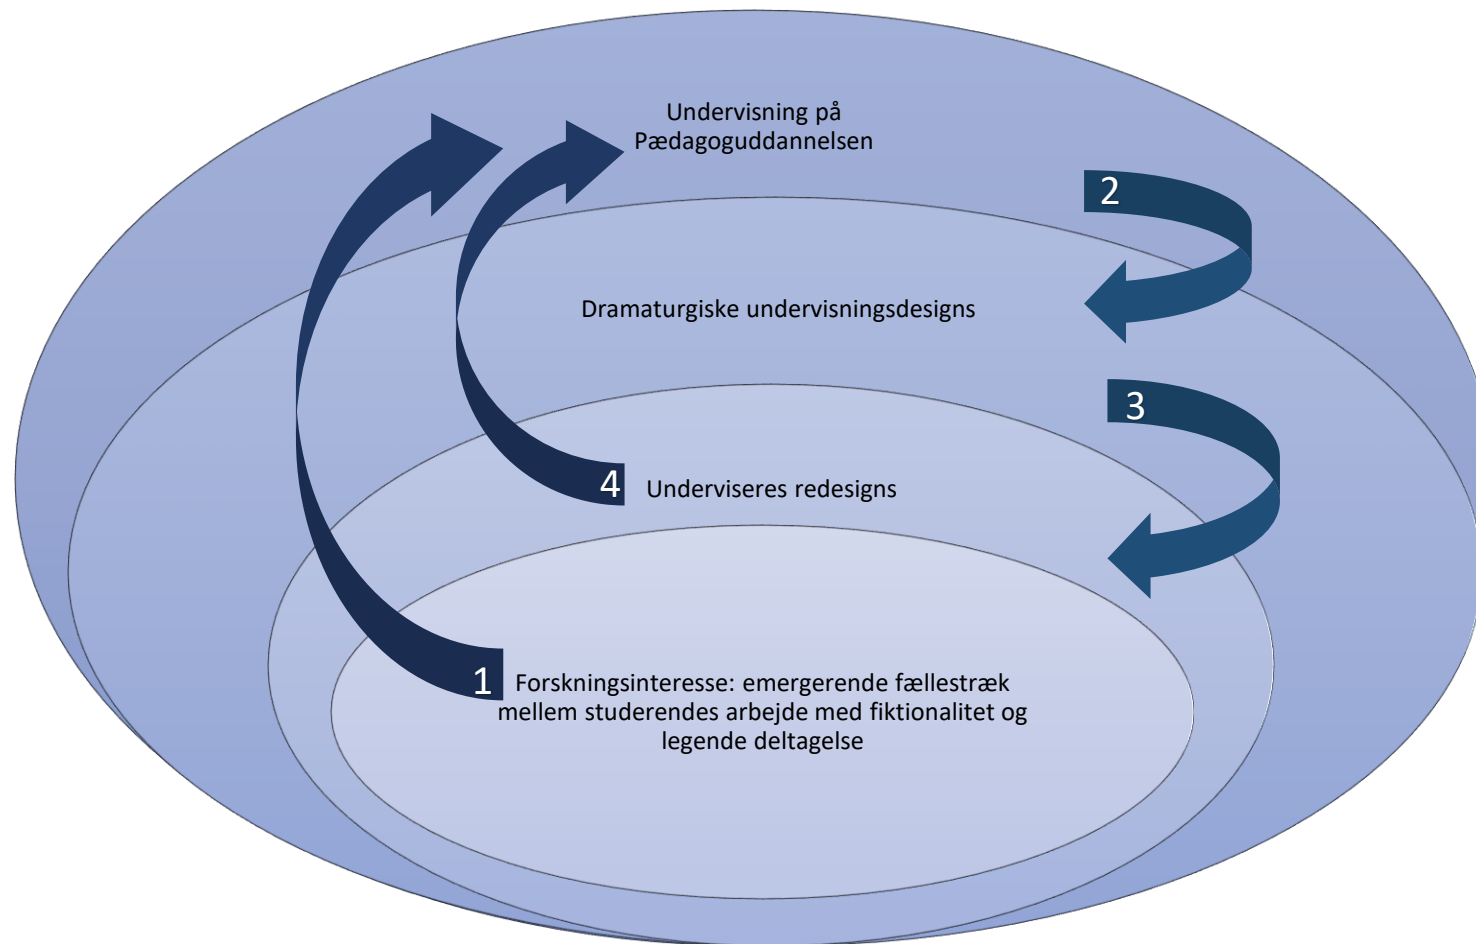 Undervisning på
Pædagoguddannelsen
2
Dramaturgiske undervisningsdesigns
3
4 Underviseres redesigns
1 Forskningsinteresse: emergerende fællestræk
mellem studerendes arbejde med fiktionalitet og
legende deltagelse